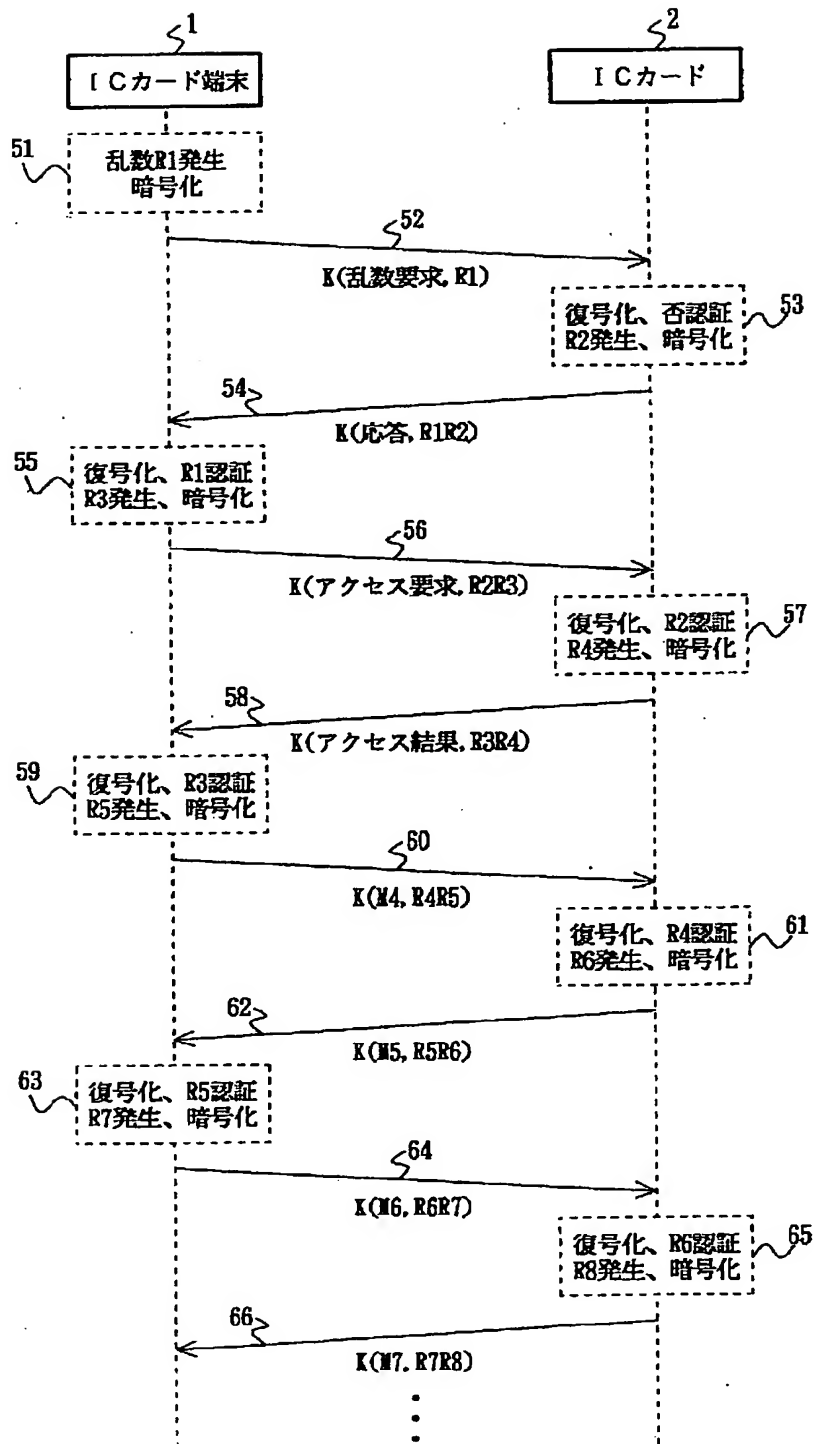 1
2
ICカード端末
ICカード
51
乱数R1発生
暗号化
52
K(乱数要求,R1)
復号化、否認証
R2発生、暗号化
53
54
K(応答,R1R2)
55
復号化、R1認証
R3発生、暗号化
56
K(アクセス要求,R2R3)
復号化、R2認証
R4発生、暗号化
57
58
K(アクセス結果,R3R4)
59
復号化、R3認証
R5発生、暗号化
60
K(M4,R4R5)
復号化、R4認証
R6発生、暗号化
61
62
K(M5,R5R6)
63
復号化、R5認証
R7発生、暗号化
64
K(M6,R6R7)
復号化、R6認証
R8発生、暗号化
65
66
K(M7,R7R8)